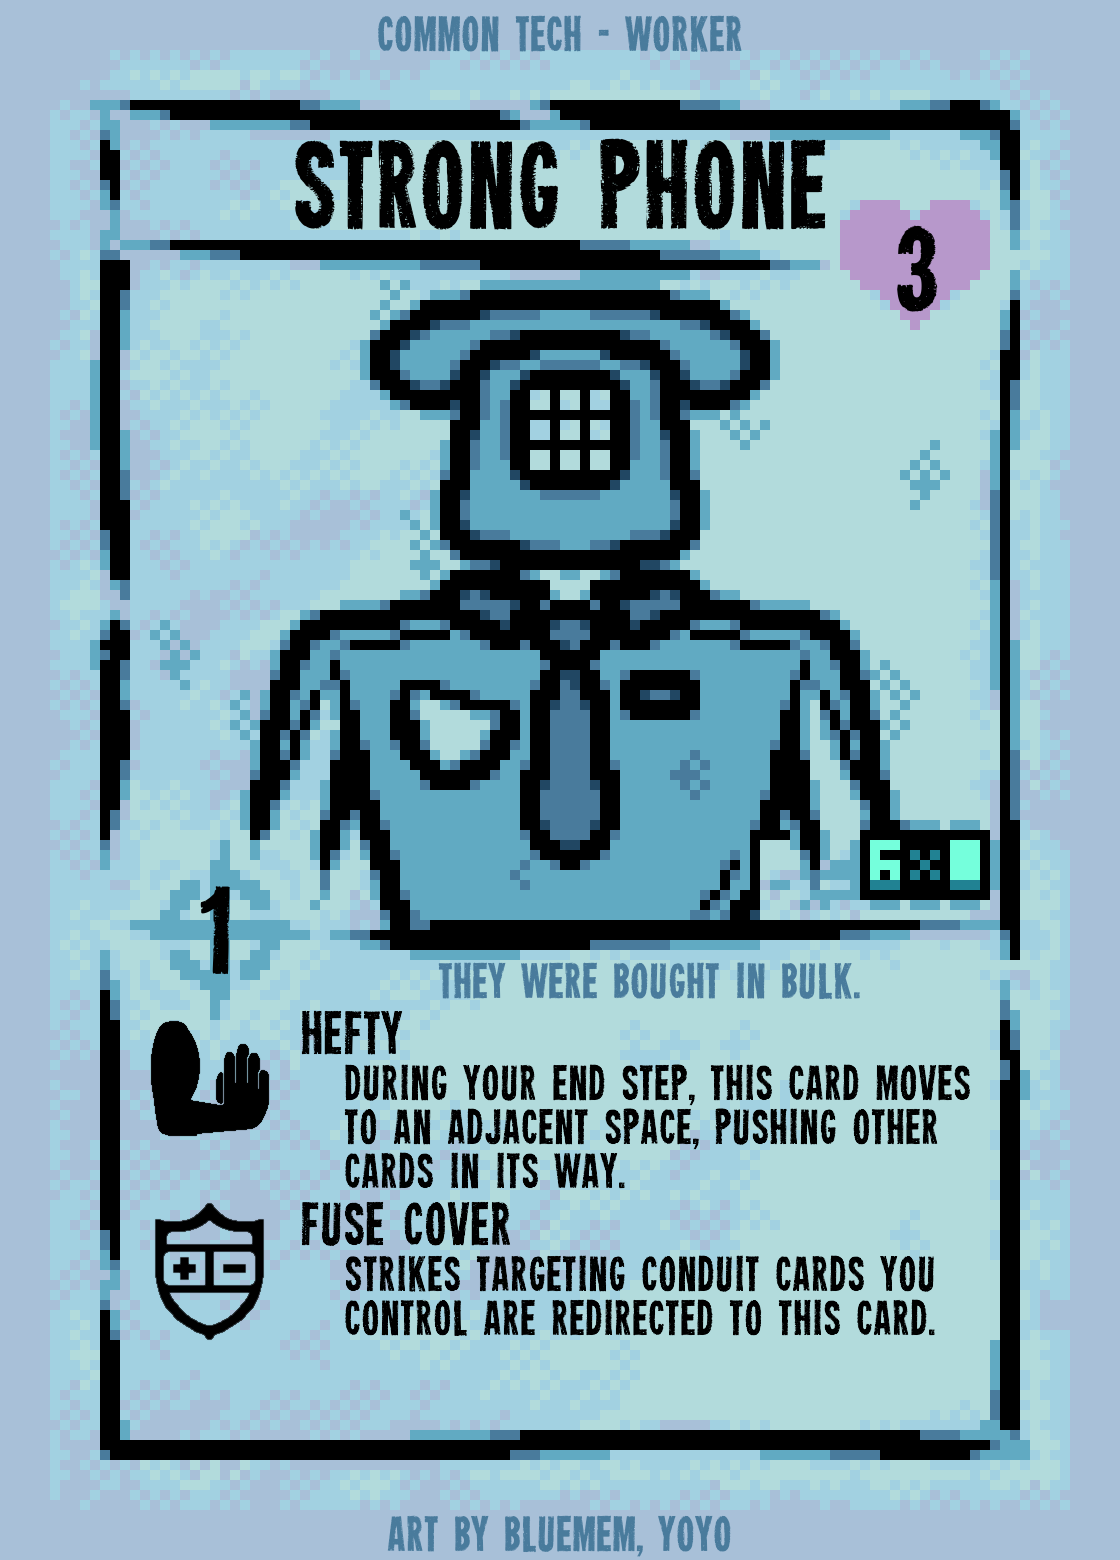 COMMON TECH - WORKER
STRONG PHONE
3
6×
1
THEY WERE BOUGHT IN BULK.
HEFTY
DURING YOUR END STEP, THIS CARD MOVES
TO AN ADJACENT SPACE, PUSHING OTHER
CARDS IN ITS WAY.
FUSE COVER
STRIKES TARGETING CONDUIT CARDS YOU
CONTROL ARE REDIRECTED TO THIS CARD.
ART BY BLUEMEM, YOYO